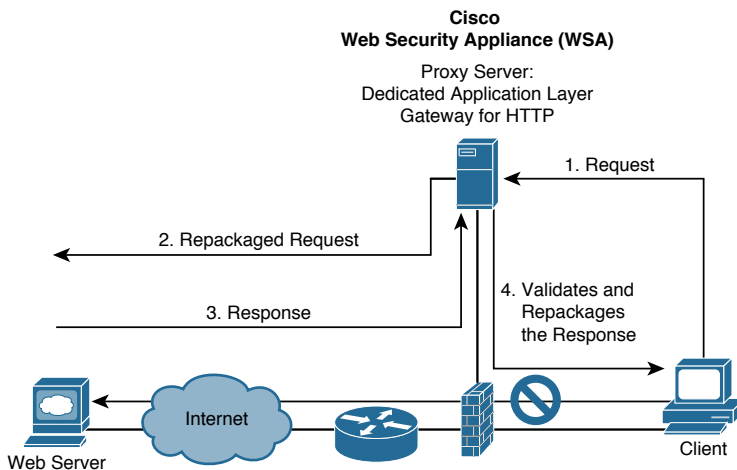 Cisco
Web Security Appliance (WSA)
Proxy Server:
Dedicated Application Layer
Gateway for HTTP
1. Request
2. Repackaged Request
3. Response
4. Validates and
Repackages
the Response
Internet
Web Server
Client